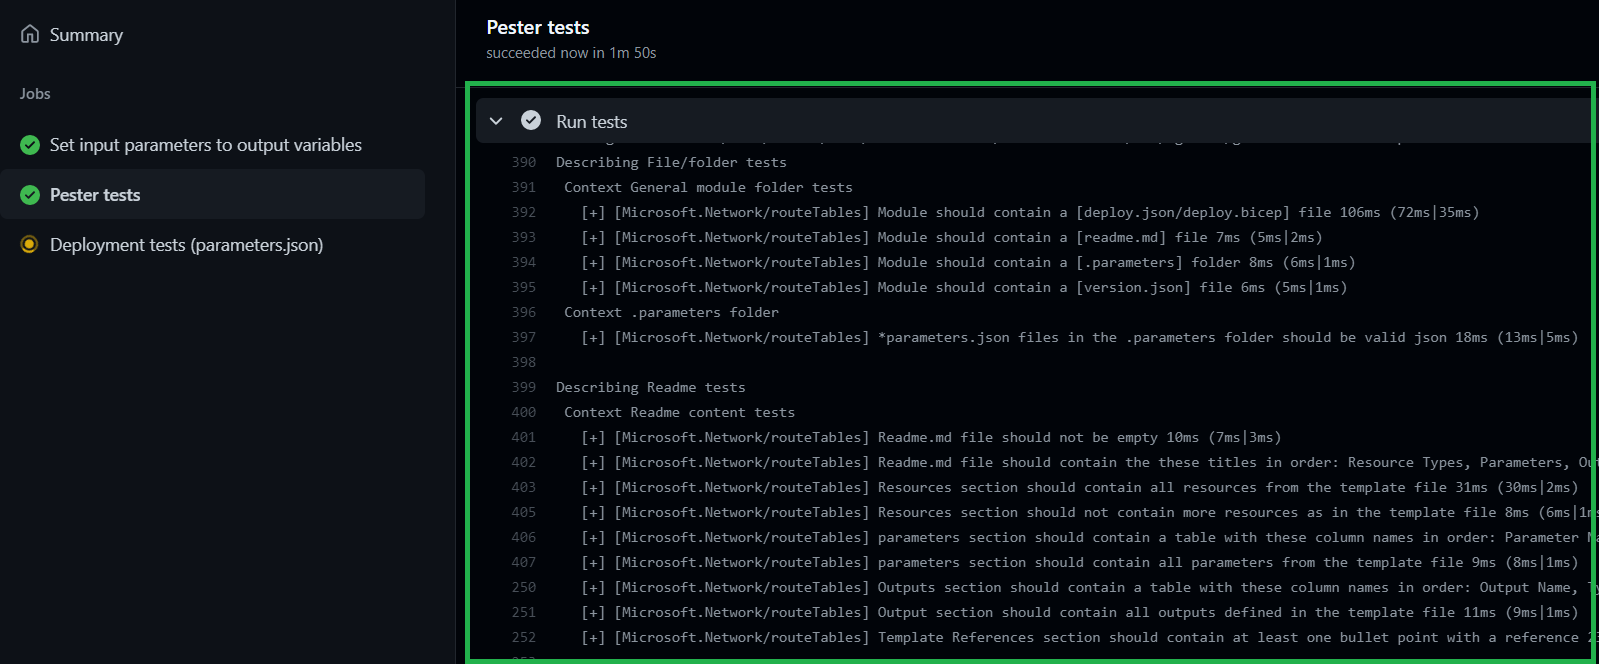 Summary
Jobs
Set input parameters to output variables
Pester tests
Deployment tests (parameters.json)
Pester tests
succeeded now in 1m 50s
Run tests
390 Describing File/folder tests
391 Context General module folder tests
392 [+] [Microsoft.Network/routeTables] Module should contain a [deploy.json/deploy.bicep] file 106ms (72ms|35ms)
393 [+] [Microsoft.Network/routeTables] Module should contain a [readme.md] file 7ms (5ms|2ms)
394 [+] [Microsoft.Network/routeTables] Module should contain a [.parameters] folder 8ms (6ms|1ms)
395 [+] [Microsoft.Network/routeTables] Module should contain a [version.json] file 6ms (5ms|1ms)
396 Context .parameters folder
397 [+] [Microsoft.Network/routeTables] *parameters.json files in the .parameters folder should be valid json 18ms (13ms|5ms)
398
399 Describing Readme tests
400 Context Readme content tests
401 [+] [Microsoft.Network/routeTables] Readme.md file should not be empty 10ms (7ms|3ms)
402 [+] [Microsoft.Network/routeTables] Readme.md file should contain the these titles in order: Resource Types, Parameters,
403 [+] [Microsoft.Network/routeTables] Resources section should contain all resources from the template file 31ms (30ms|2ms)
405 [+] [Microsoft.Network/routeTables] Resources section should not contain more resources as in the template file 8ms (6ms|1ms
406 [+] [Microsoft.Network/routeTables] parameters section should contain a table with these column names in order: Parameter
407 [+] [Microsoft.Network/routeTables] parameters section should contain all parameters from the template file 9ms (8ms|1ms)
250 [+] [Microsoft.Network/routeTables] Outputs section should contain a table with these column names in order: Output Name,
251 [+] [Microsoft.Network/routeTables] Output section should contain all outputs defined in the template file 11ms (9ms|1ms)
252 [+] [Microsoft.Network/routeTables] Template References section should contain at least one bullet point with a reference